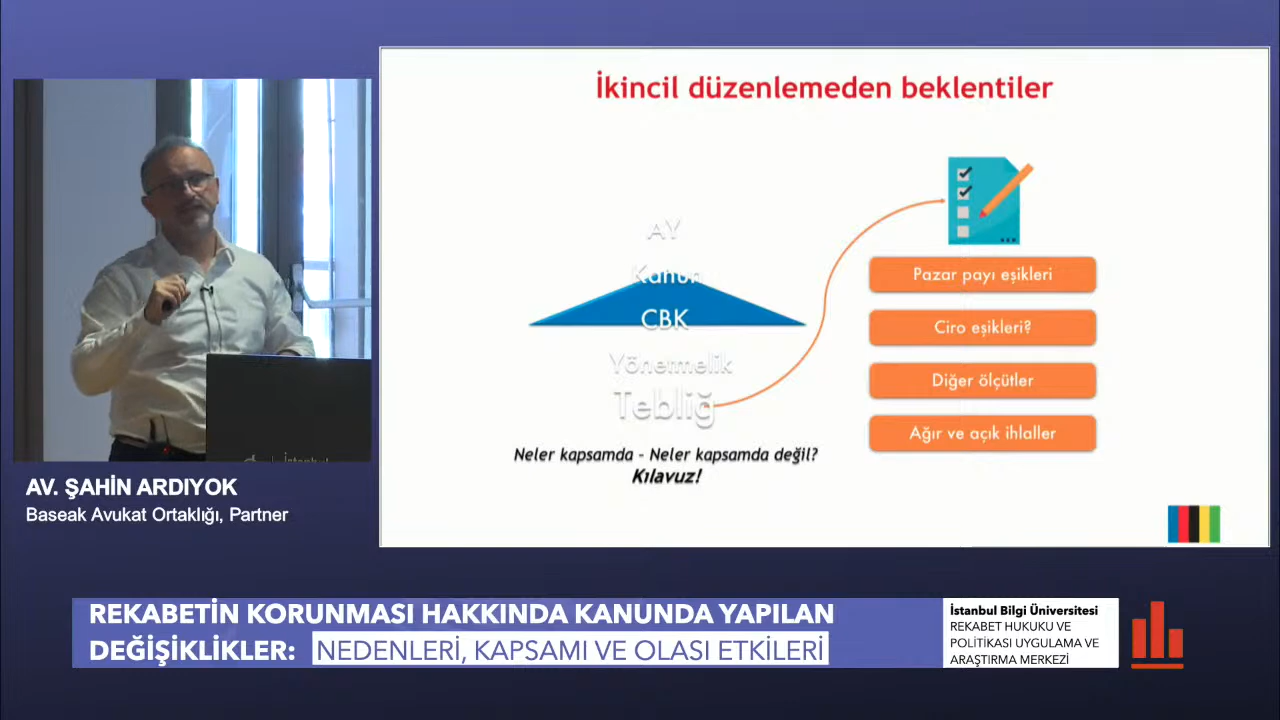 İkincil düzenlemeden beklentiler
AY
Kanun
CBK
Yönetmelik
Tebliğ
Neler kapsamda - Neler kapsamda değil?
Kılavuz!
Pazar payı eşikleri
Ciro eşikleri?
Diğer ölçütler
Ağır ve açık ihlaller
İstanbul
AV. ŞAHİN ARDIYOK
Baseak Avukat Ortaklığı, Partner
REKABETİN KORUNMASI HAKKINDA KANUNDA YAPILAN
DEĞİŞİKLİKLER: NEDENLERİ, KAPSAMI VE OLASI ETKİLERİ
İstanbul Bilgi Üniversitesi
REKABET HUKUKU VE
POLİTİKASI UYGULAMA VE
ARAŞTIRMA MERKEZİ